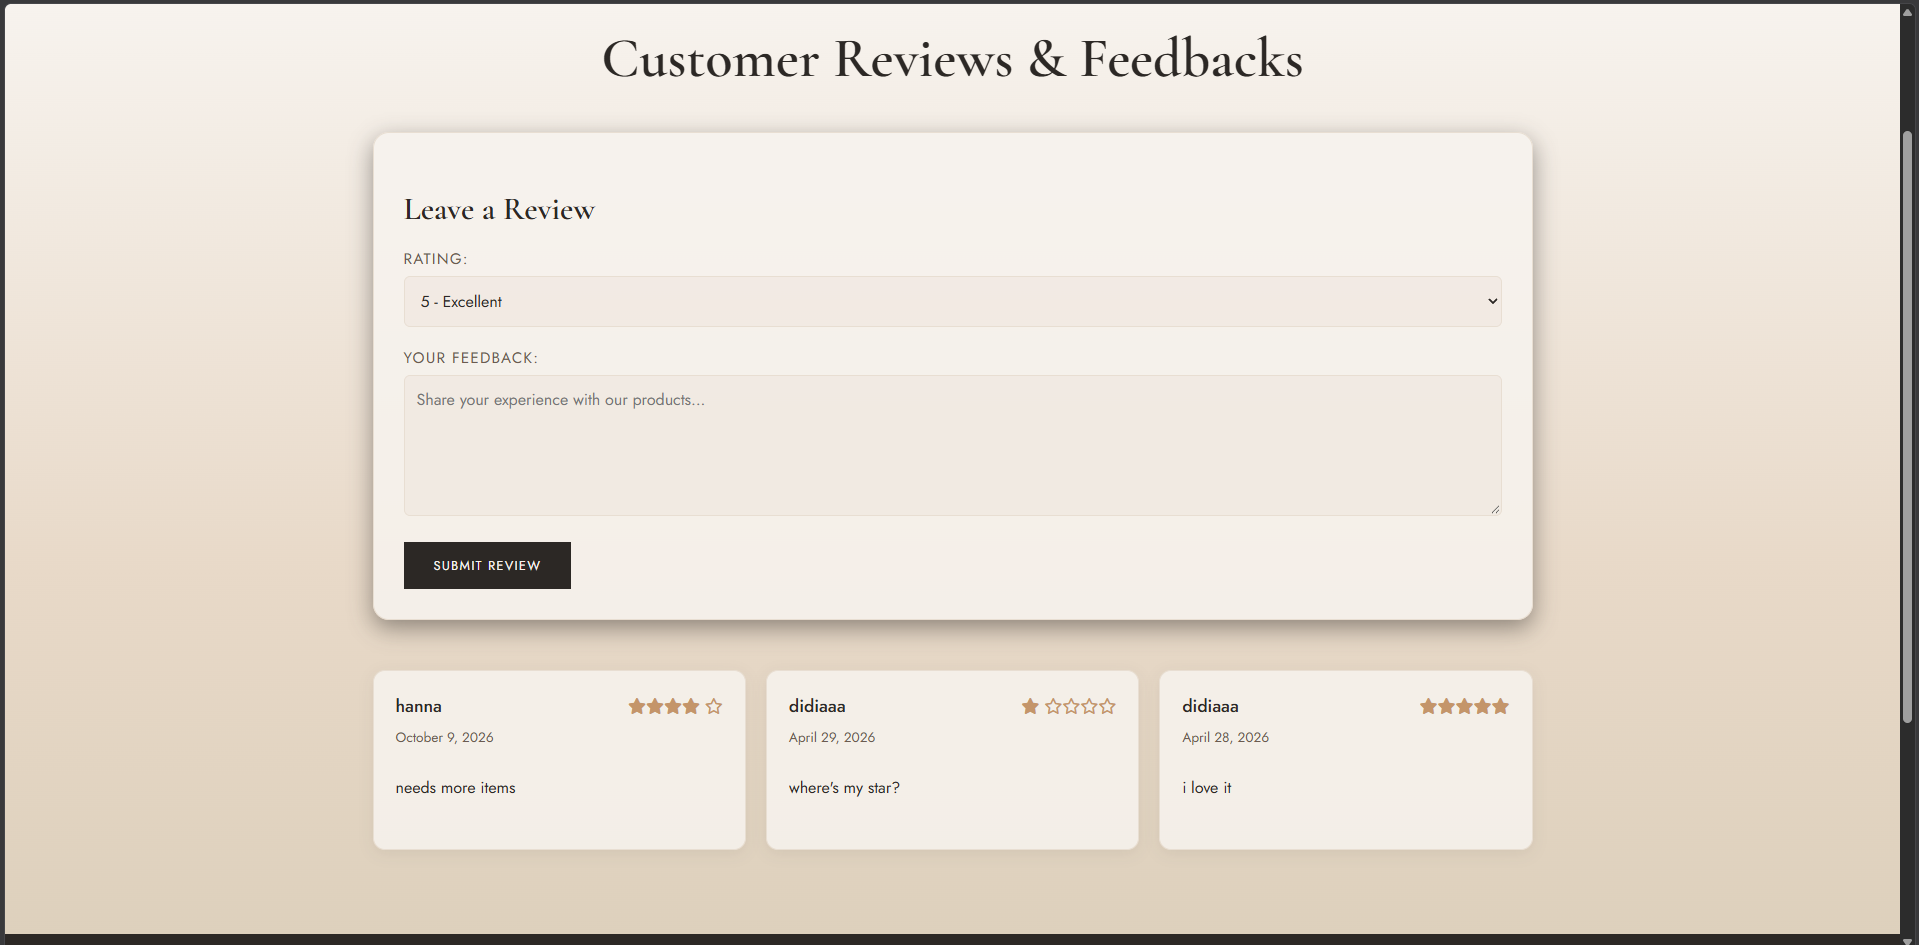 Customer Reviews & Feedbacks
Leave a Review
RATING:
5 - Excellent
YOUR FEEDBACK:
Share your experience with our products...
SUBMIT REVIEW
hanna
October 9, 2026
needs more items
didiaaa
April 29, 2026
where's my star?
didiaaa
April 28, 2026
i love it